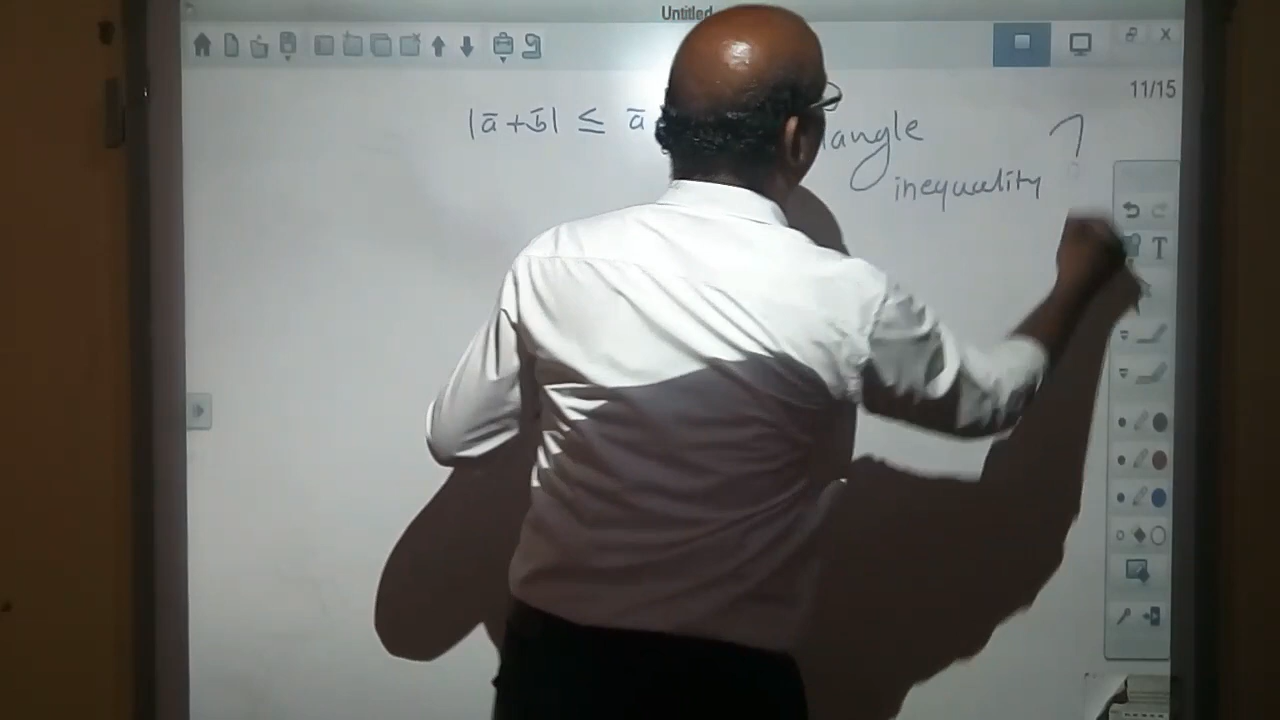 Untitled
11/15
|a̅+b̅| ≤ a̅
angle
inequality
T